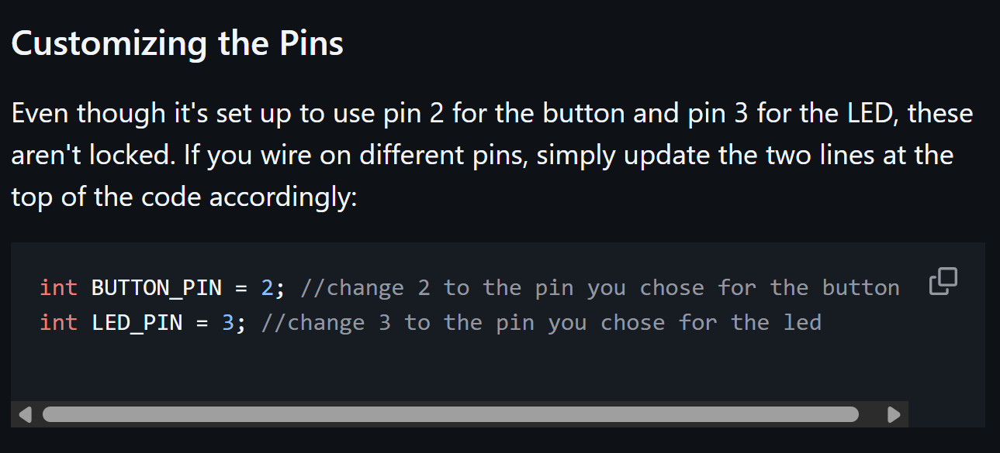 Customizing the Pins
Even though it's set up to use pin 2 for the button and pin 3 for the LED, these
aren't locked. If you wire on different pins, simply update the two lines at the
top of the code accordingly:
int BUTTON_PIN = 2; //change 2 to the pin you chose for the button
int LED_PIN = 3; //change 3 to the pin you chose for the led